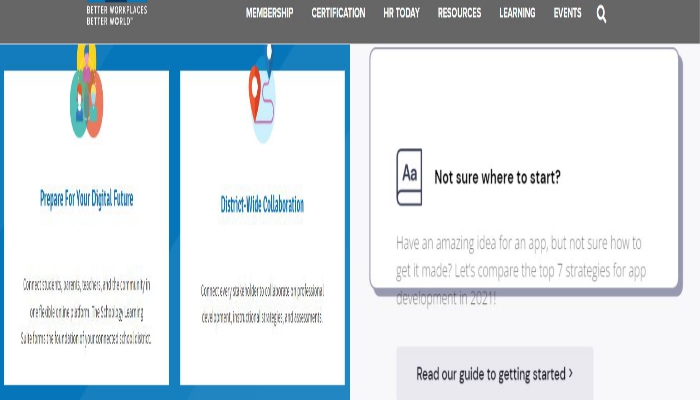 BETTER WORKPLACES
BETTER WORLD™
MEMBERSHIP CERTIFICATION HR TODAY RESOURCES LEARNING EVENTS
Prepare For Your Digital Future
Connect students, parents, teachers, and the community in
one flexible online platform. The Schoology Learning
Suite forms the foundation of your connected school district.
District-Wide Collaboration
Connect every stakeholder to collaborate on professional
development, instructional strategies, and assessments.
Aa
Not sure where to start?
Have an amazing idea for an app, but not sure how to
get it made? Let's compare the top 7 strategies for app
development in 2021!
Read our guide to getting started ›